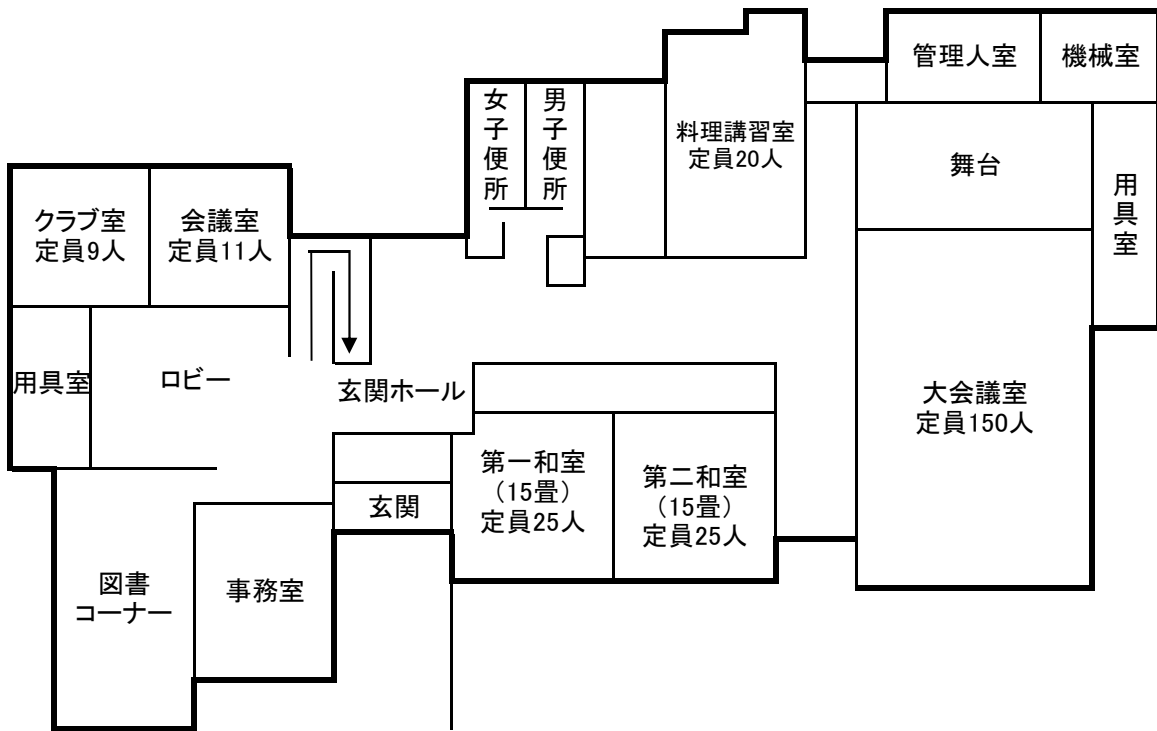 管理人室
機械室
女子便所
男子便所
料理講習室
定員20人
舞台
用具室
クラブ室
定員9人
会議室
定員11人
用具室
ロビー
玄関ホール
大会議室
定員150人
第一和室
（15畳）
定員25人
第二和室
（15畳）
定員25人
玄関
図書
コーナー
事務室